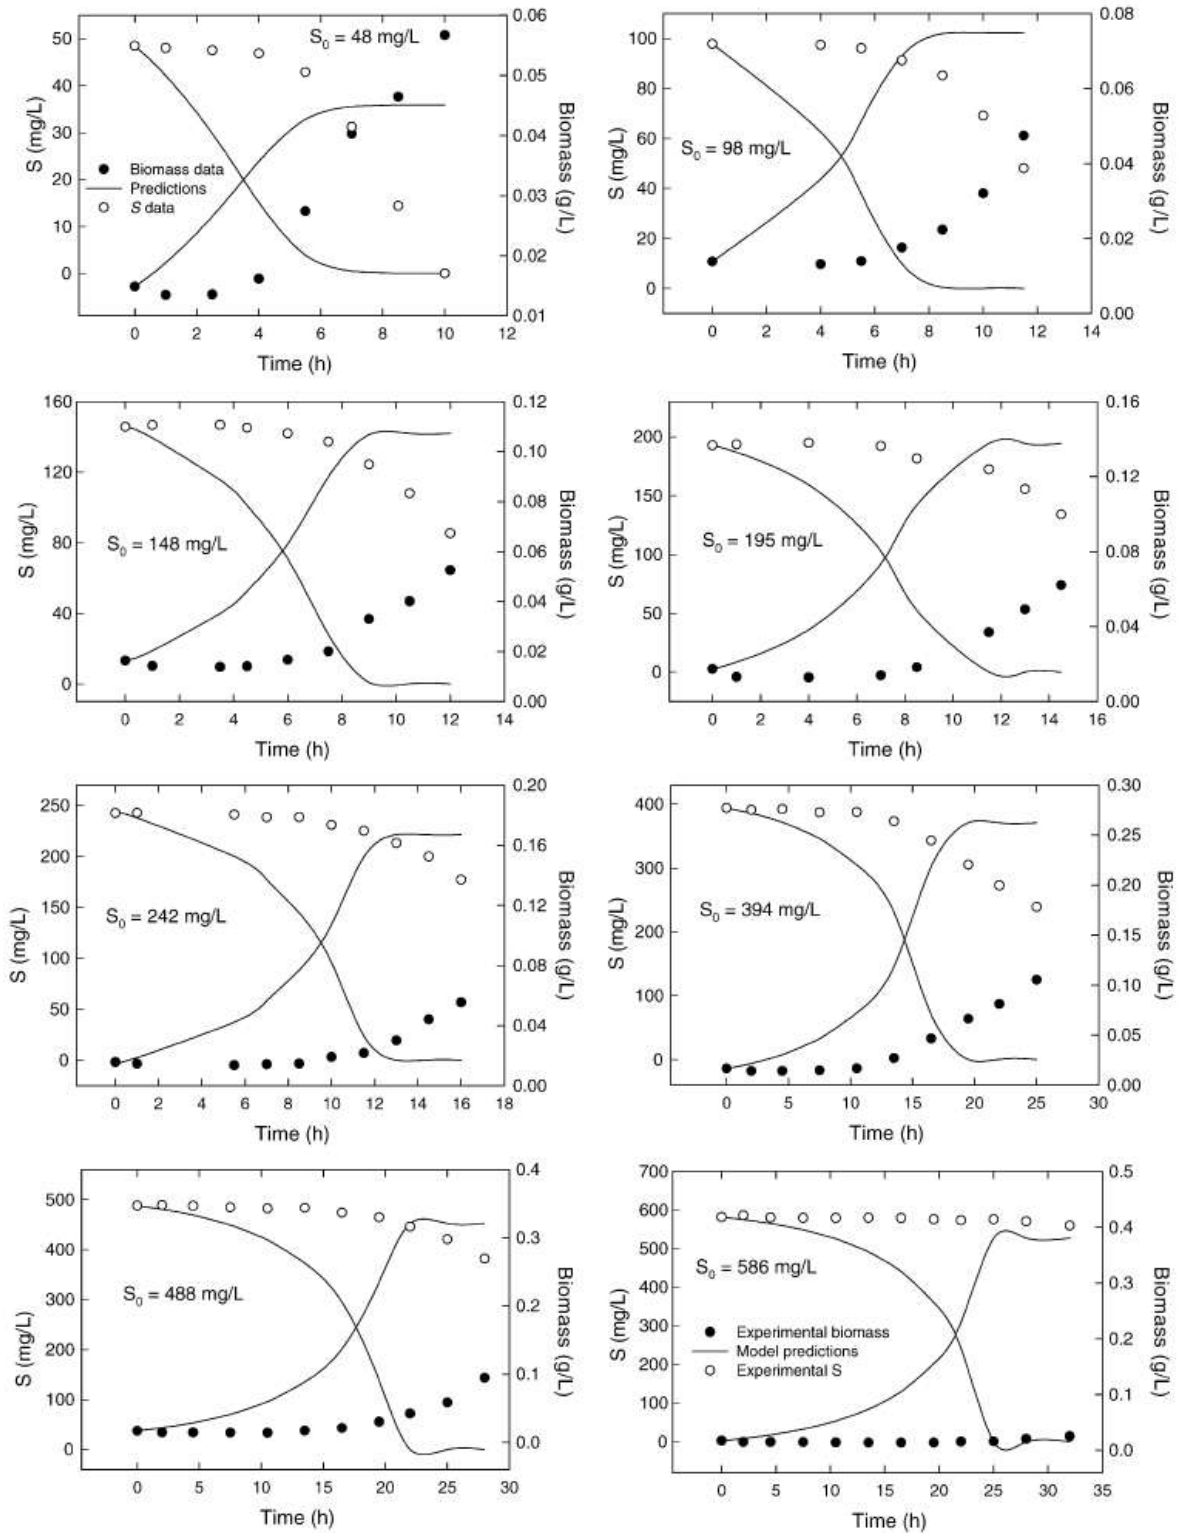 S₀ = 48 mg/L
S (mg/L)
50
40
30
20
10
0
0.06
0.05
0.04
0.03
0.02
0.01
Biomass (g/L)
Biomass data
Predictions
S data
0 2 4 6 8 10 12
Time (h)
S₀ = 98 mg/L
S (mg/L)
100
80
60
40
20
0
0.08
0.06
0.04
0.02
0.00
Biomass (g/L)
0 2 4 6 8 10 12 14
Time (h)
S₀ = 148 mg/L
S (mg/L)
160
120
80
40
0
0.12
0.10
0.08
0.06
0.04
0.02
0.00
Biomass (g/L)
0 2 4 6 8 10 12 14
Time (h)
S₀ = 195 mg/L
S (mg/L)
200
150
100
50
0
0.16
0.12
0.08
0.04
0.00
Biomass (g/L)
0 2 4 6 8 10 12 14 16
Time (h)
S₀ = 242 mg/L
S (mg/L)
250
200
150
100
50
0
0.20
0.16
0.12
0.08
0.04
0.00
Biomass (g/L)
0 2 4 6 8 10 12 14 16 18
Time (h)
S₀ = 394 mg/L
S (mg/L)
400
300
200
100
0
0.30
0.25
0.20
0.15
0.10
0.05
0.00
Biomass (g/L)
0 5 10 15 20 25 30
Time (h)
S₀ = 488 mg/L
S (mg/L)
500
400
300
200
100
0
0.4
0.3
0.2
0.1
0.0
Biomass (g/L)
0 5 10 15 20 25 30
Time (h)
S₀ = 586 mg/L
S (mg/L)
700
600
500
400
300
200
100
0
0.5
0.4
0.3
0.2
0.1
0.0
Biomass (g/L)
Experimental biomass
Model predictions
Experimental S
0 5 10 15 20 25 30 35
Time (h)